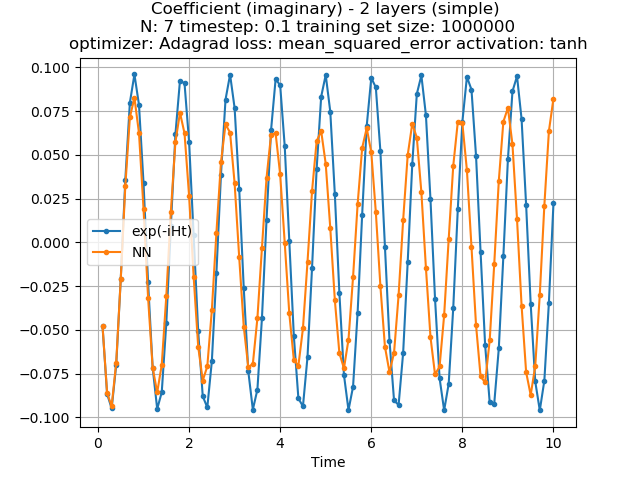 Coefficient (imaginary) - 2 layers (simple)
N: 7 timestep: 0.1 training set size: 1000000
optimizer: Adagrad loss: mean_squared_error activation: tanh
0.100
0.075
0.050
0.025
0.000
−0.025
−0.050
−0.075
−0.100
exp(-iHt)
NN
0 2 4 6 8 10
Time